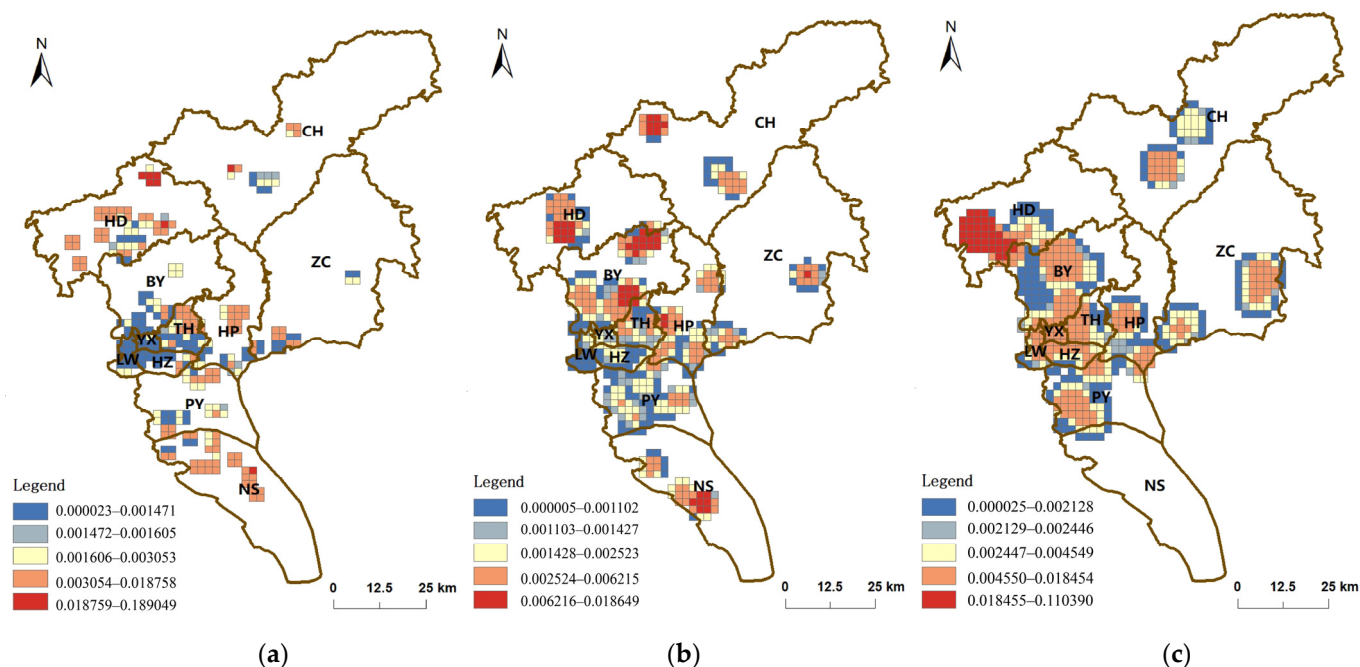 N
CH
HD
ZC
BY
TH
HP
YX
LW
HZ
PY
NS
Legend
0.000023–0.001471
0.001472–0.001605
0.001606–0.003053
0.003054–0.018758
0.018759–0.189049
0 12.5 25 km
(a)
N
CH
HD
ZC
BY
TH
HP
YX
LW
HZ
PY
NS
Legend
0.000005–0.001102
0.001103–0.001427
0.001428–0.002523
0.002524–0.006215
0.006216–0.018649
0 12.5 25 km
(b)
N
CH
HD
ZC
BY
TH
HP
YX
LW
HZ
PY
NS
Legend
0.000025–0.002128
0.002129–0.002446
0.002447–0.004549
0.004550–0.018454
0.018455–0.110390
0 12.5 25 km
(c)